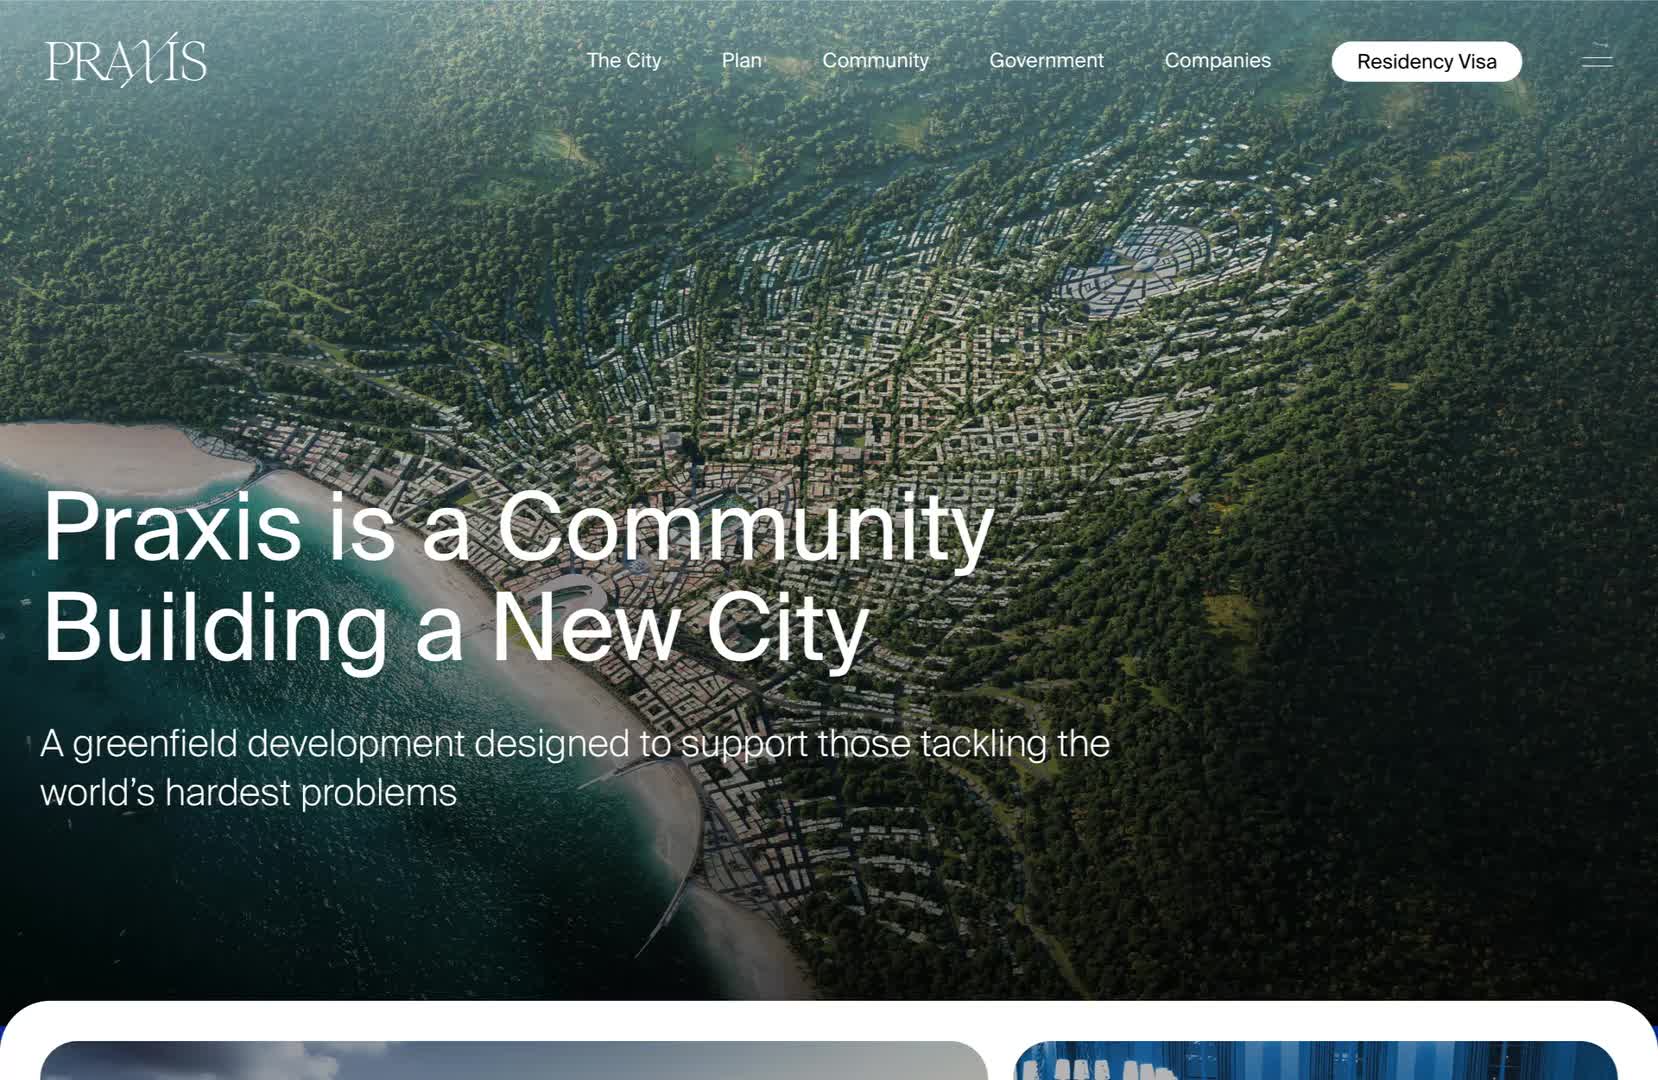 PRAXIS
The City
Plan
Community
Government
Companies
Residency Visa
Praxis is a Community
Building a New City
A greenfield development designed to support those tackling the
world’s hardest problems